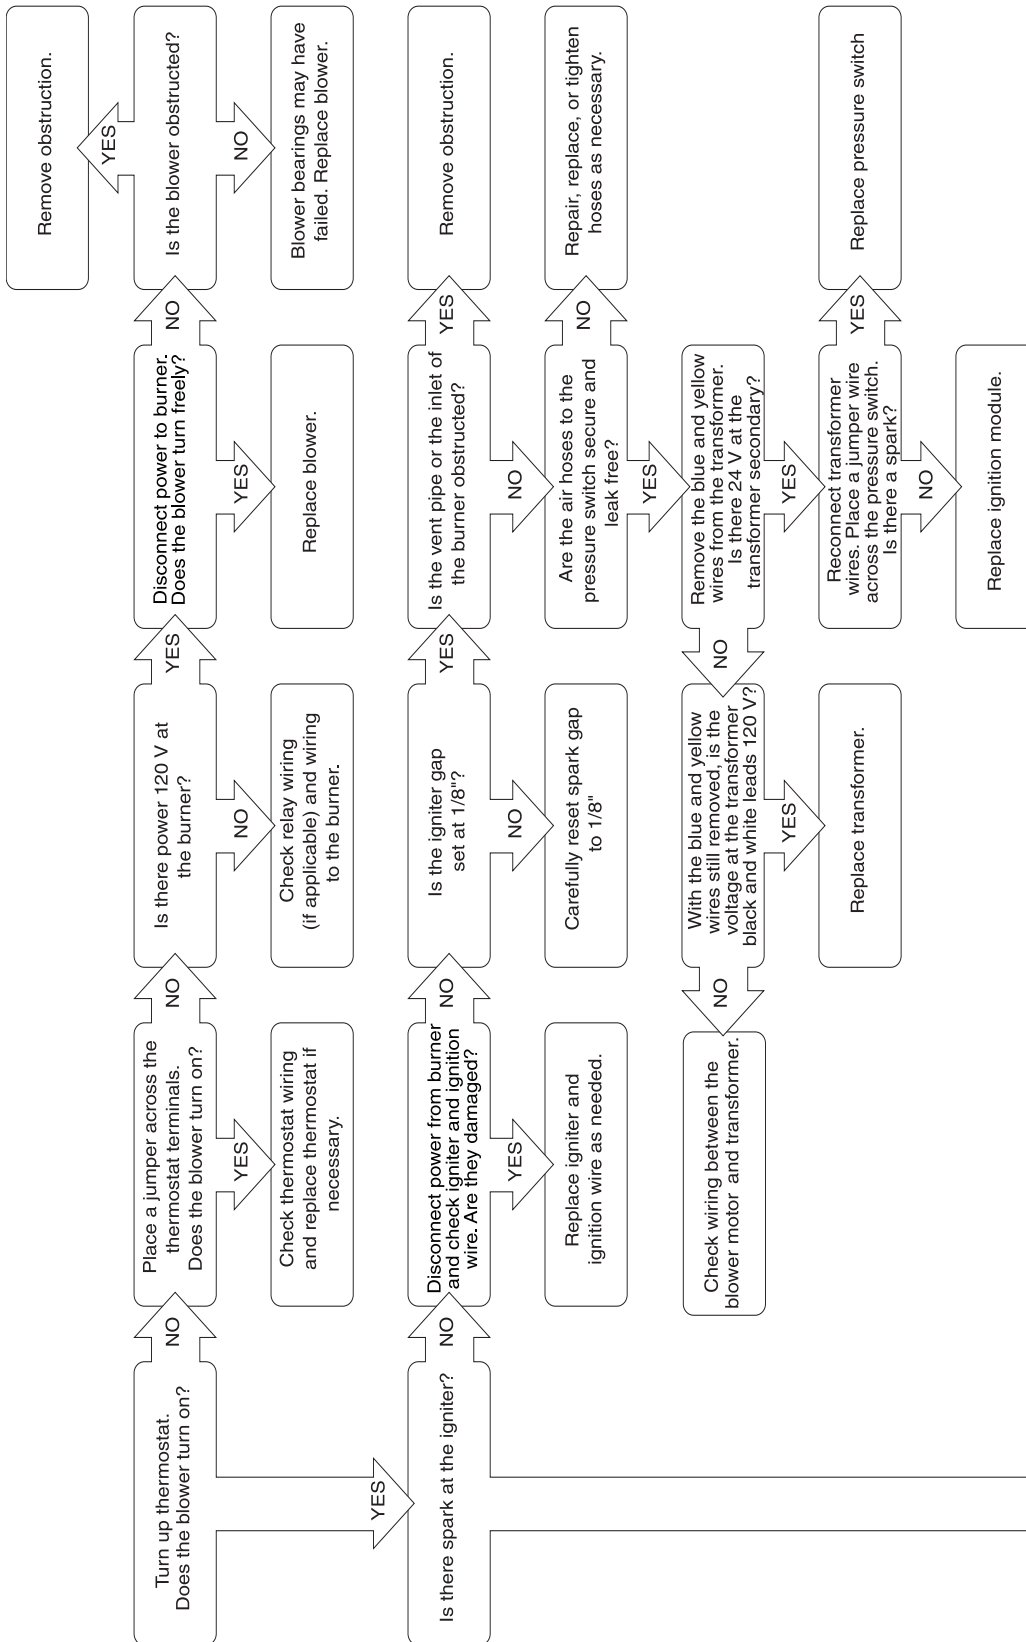 Turn up thermostat.
Does the blower turn on?
NO
Place a jumper across the
thermostat terminals.
Does the blower turn on?
NO
Is there power 120 V at
the burner?
YES
Disconnect power to burner.
Does the blower turn freely?
NO
Is the blower obstructed?
YES
Remove obstruction.
NO
Blower bearings may have
failed. Replace blower.
YES
Replace blower.
NO
Check relay wiring
(if applicable) and wiring
to the burner.
YES
Check thermostat wiring
and replace thermostat if
necessary.
YES
Is there spark at the igniter?
NO
Disconnect power from burner
and check igniter and ignition
wire. Are they damaged?
NO
Is the igniter gap
set at 1/8"?
YES
Is the vent pipe or the inlet of
the burner obstructed?
YES
Remove obstruction.
YES
Replace igniter and
ignition wire as needed.
NO
Carefully reset spark gap
to 1/8"
NO
Are the air hoses to the
pressure switch secure and
leak free?
NO
Repair, replace, or tighten
hoses as necessary.
YES
Remove the blue and yellow
wires from the transformer.
Is there 24 V at the
transformer secondary?
NO
With the blue and yellow
wires still removed, is the
voltage at the transformer
black and white leads 120 V?
NO
Check wiring between the
blower motor and transformer.
YES
Replace transformer.
YES
Reconnect transformer
wires. Place a jumper wire
across the pressure switch.
Is there a spark?
YES
Replace pressure switch
NO
Replace ignition module.